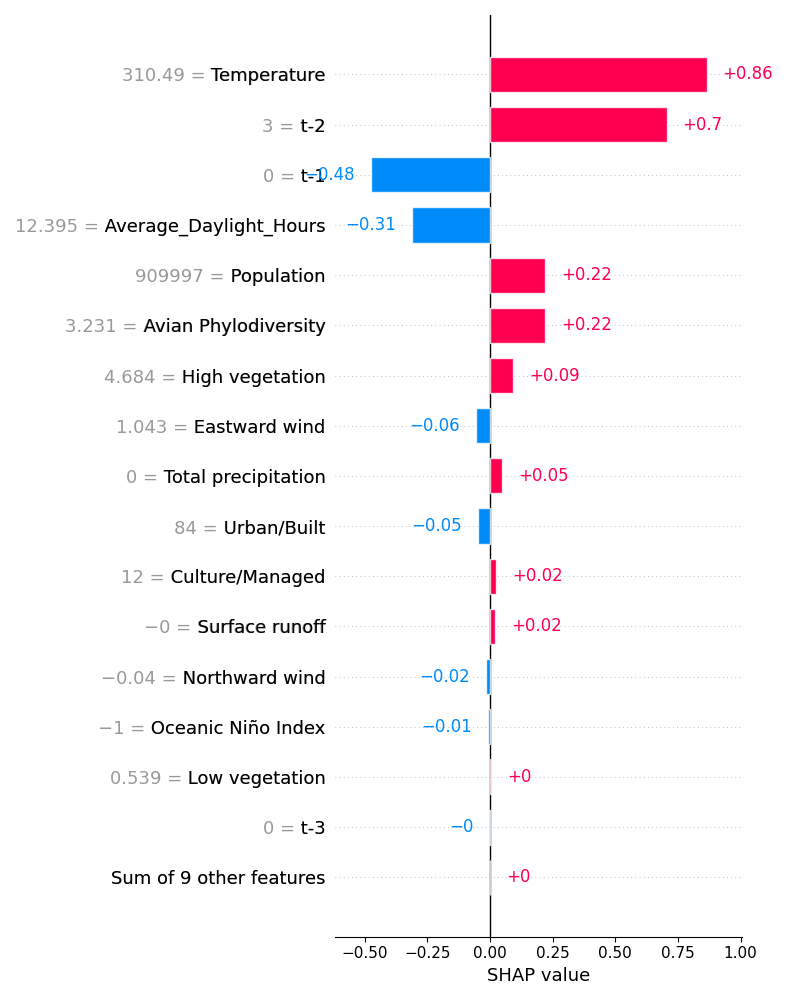 310.49 = Temperature +0.86
3 = t-2 +0.7
0 = t-1 −0.48
12.395 = Average_Daylight_Hours −0.31
909997 = Population +0.22
3.231 = Avian Phylodiversity +0.22
4.684 = High vegetation +0.09
1.043 = Eastward wind −0.06
0 = Total precipitation +0.05
84 = Urban/Built −0.05
12 = Culture/Managed +0.02
−0 = Surface runoff +0.02
−0.04 = Northward wind −0.02
−1 = Oceanic Niño Index −0.01
0.539 = Low vegetation +0
0 = t-3 −0
Sum of 9 other features +0
−0.50 −0.25 0.00 0.25 0.50 0.75 1.00
SHAP value